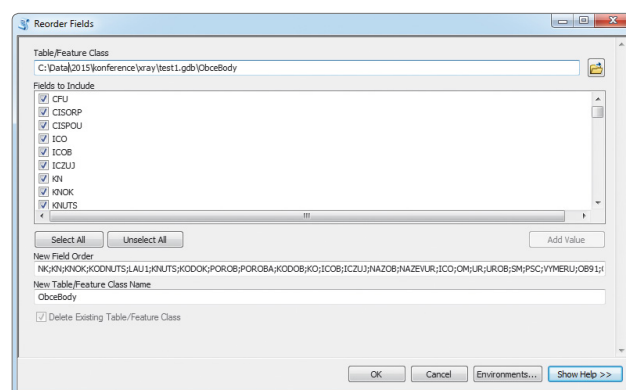 Reorder Fields
Table/Feature Class
C:\Data\2015\konference\xray\test1.gdb\ObceBody
Fields to Include
CFU
CISORP
CISPOU
ICO
ICOB
ICZUJ
KN
KNOK
KNUTS
Select All Unselect All Add Value
New Field Order
NK;KN;KNOK;KODNUTS;LAU1;KNUTS;KODOK;POROB;POROBA;KODOB;KO;ICOB;ICZUJ;NAZOB;NAZEVUR;ICO;OM;UR;UROB;SM;PSC;VYMERU;OB91;
New Table/Feature Class Name
ObceBody
Delete Existing Table/Feature Class
OK Cancel Environments... Show Help >>